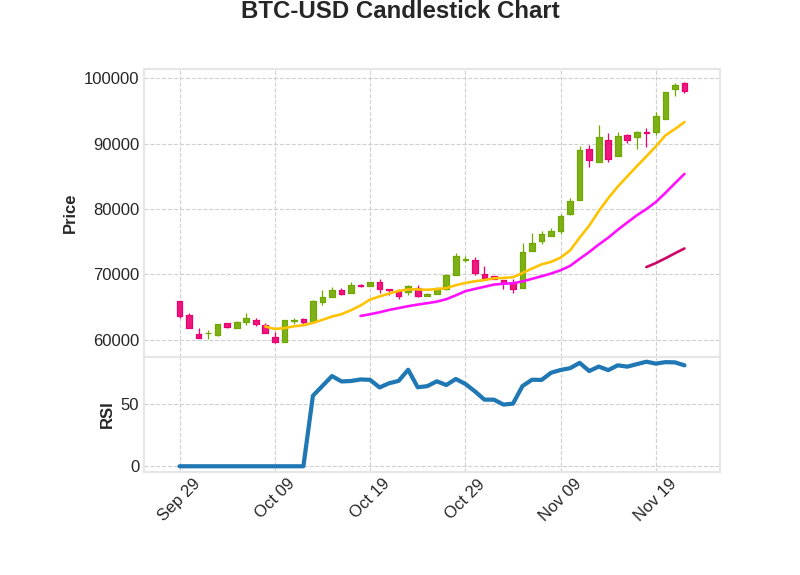 BTC-USD Candlestick Chart
Price
100000
90000
80000
70000
60000
RSI
50
0
Sep 29
Oct 09
Oct 19
Oct 29
Nov 09
Nov 19